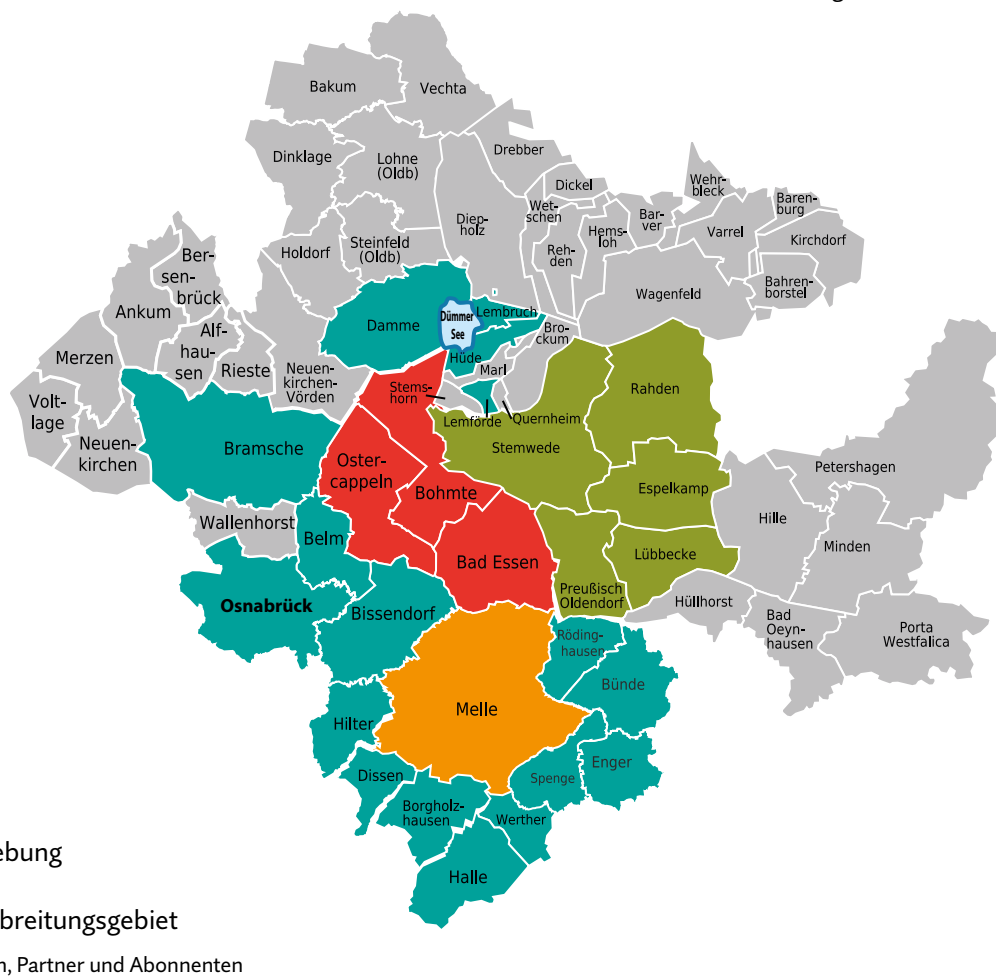 Bakum
Vechta
Dinklage
Lohne
(Oldb)
Drebber
Dickel
Wehr-
bleck
Baren-
burg
Wet-
schen
Diep-
holz
Bar-
ver
Hems-
loh
Varrel
Kirchdorf
Steinfeld
(Oldb)
Holdorf
Reh-
den
Ber-
sen-
brück
Bahren-
borstel
Wagenfeld
Ankum
Damme
Dümmer
See
Lembruch
Bro-
ckum
Alf-
hau-
sen
Merzen
Hüde
Marl
Rieste
Neuen-
kirchen-
Vörden
Stems-
horn
Rahden
Volt-
lage
Lemförde
Quernheim
Neuen-
kirchen
Bramsche
Stemwede
Oster-
cappeln
Petershagen
Bohmte
Espelkamp
Hille
Wallenhorst
Belm
Minden
Lübbecke
Bad Essen
Preußisch
Oldendorf
Hüllhorst
Osnabrück
Bissendorf
Bad
Oeyn-
hausen
Porta
Westfalica
Röding-
hausen
Bünde
Melle
Hilter
Enger
Dissen
Spenge
Borgholz-
hausen
Werther
ebung
Halle
breitungsgebiet
, Partner und Abonnenten